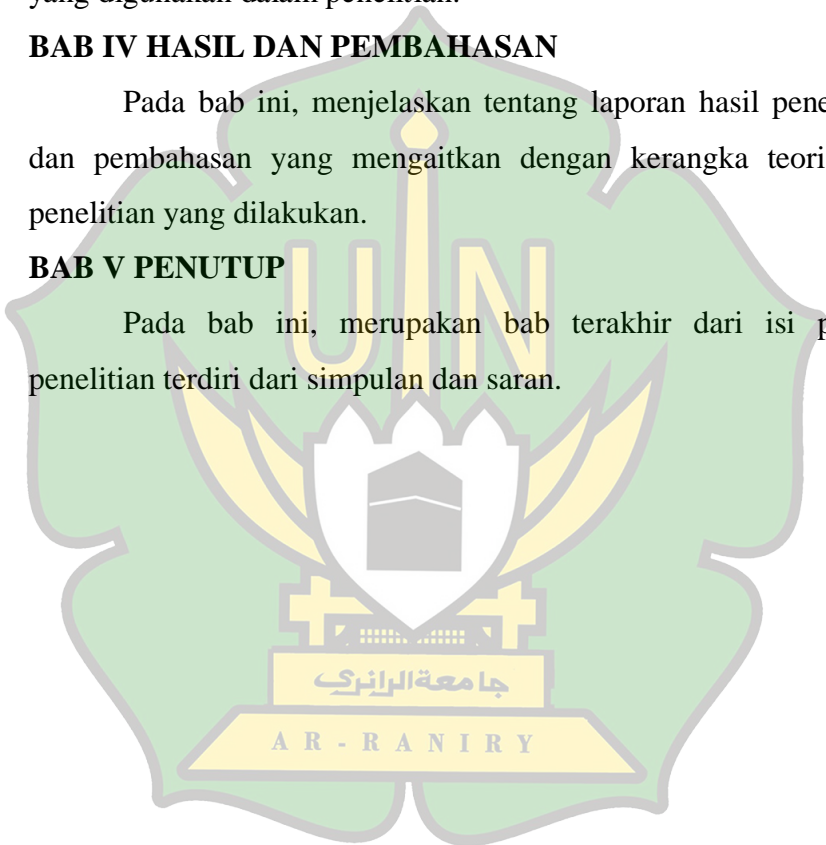 yang digunakan dalam penelitian.
BAB IV HASIL DAN PEMBAHASAN
Pada bab ini, menjelaskan tentang laporan hasil pene
dan pembahasan yang mengaitkan dengan kerangka teori
penelitian yang dilakukan.
BAB V PENUTUP
Pada bab ini, merupakan bab terakhir dari isi p
penelitian terdiri dari simpulan dan saran.
UIN
جامعة الرانري
AR-RANIRY